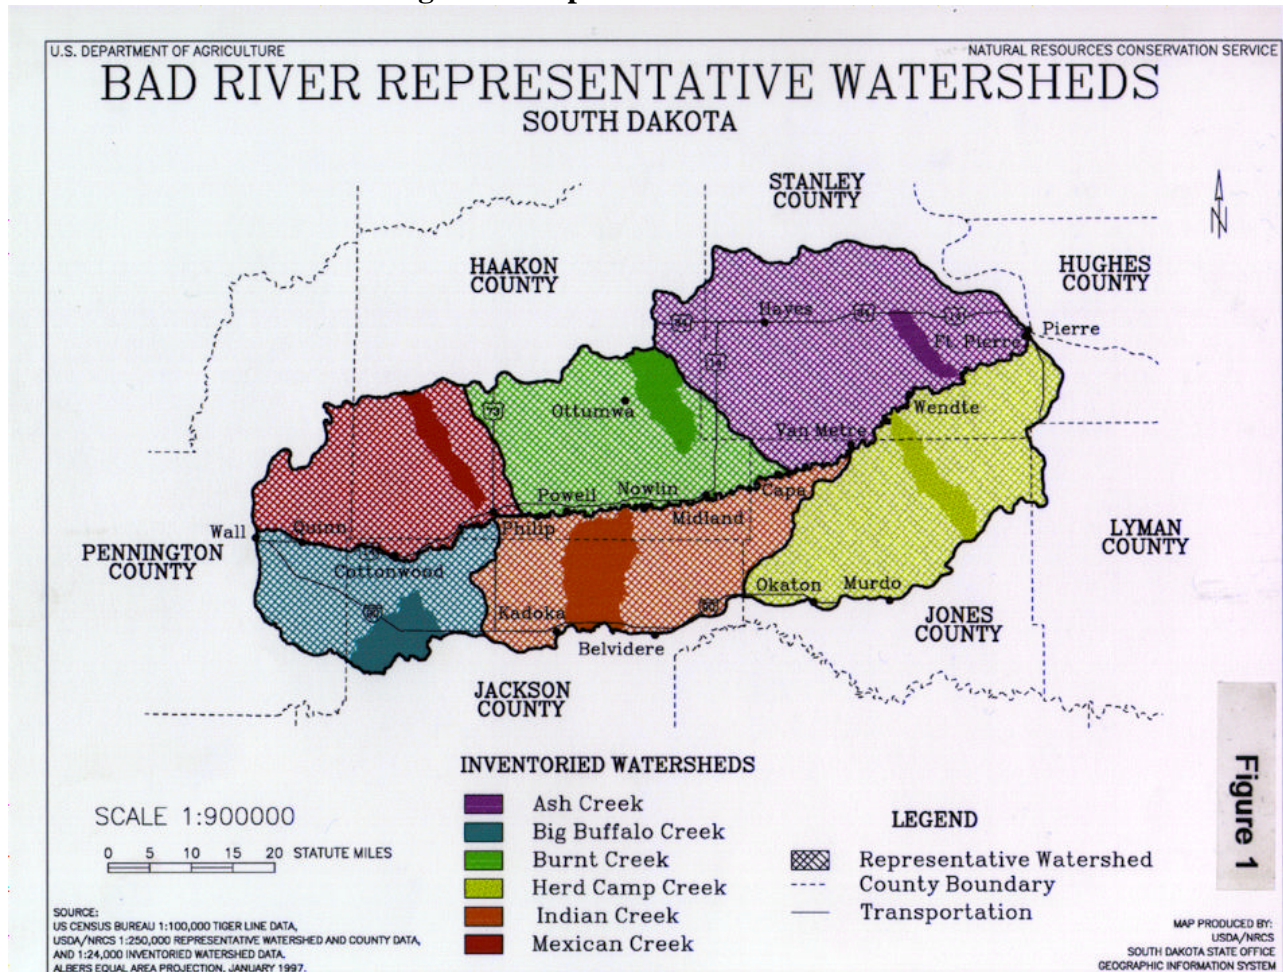 U.S. DEPARTMENT OF AGRICULTURE
NATURAL RESOURCES CONSERVATION SERVICE
BAD RIVER REPRESENTATIVE WATERSHEDS
SOUTH DAKOTA
STANLEY
COUNTY
N
HAAKON
COUNTY
HUGHES
COUNTY
Hayes
Pierre
Ft. Pierre
73
Ottumwa
Wendte
Van Metre
Powell
Nowlin
Capa
Wall
Quinn
Philip
Midland
LYMAN
COUNTY
PENNINGTON
COUNTY
Cottonwood
Okaton
Murdo
90
90
Kadoka
JONES
COUNTY
Belvidere
JACKSON
COUNTY
INVENTORIED WATERSHEDS
Ash Creek
Big Buffalo Creek
Burnt Creek
Herd Camp Creek
Indian Creek
Mexican Creek
SCALE 1:900000
0 5 10 15 20 STATUTE MILES
LEGEND
Representative Watershed
County Boundary
Transportation
Figure 1
SOURCE:
US CENSUS BUREAU 1:100,000 TIGER LINE DATA,
USDA/NRCS 1:250,000 REPRESENTATIVE WATERSHED AND COUNTY DATA,
AND 1:24,000 INVENTORIED WATERSHED DATA.
ALBERS EQUAL AREA PROJECTION, JANUARY 1997.
MAP PRODUCED BY:
USDA/NRCS
SOUTH DAKOTA STATE OFFICE
GEOGRAPHIC INFORMATION SYSTEM